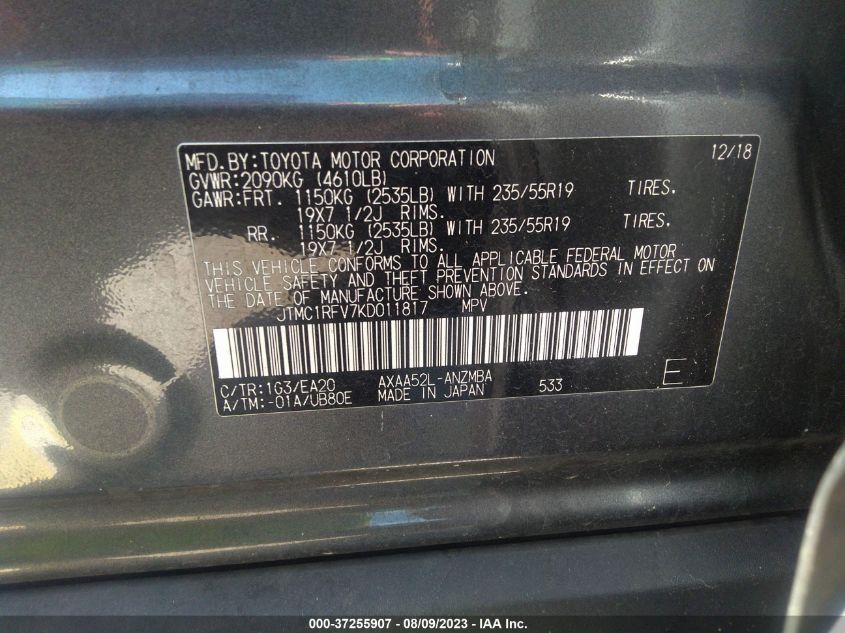 MFD.BY:TOYOTA MOTOR CORPORATION 12/18
GVWR:2090KG (4610LB)
GAWR:FRT. 1150KG (2535LB) WITH 235/55R19 TIRES.
19X7 1/2J RIMS.
RR. 1150KG (2535LB) WITH 235/55R19 TIRES.
19X7 1/2J RIMS.
THIS VEHICLE CONFORMS TO ALL APPLICABLE FEDERAL MOTOR
VEHICLE SAFETY AND THEFT PREVENTION STANDARDS IN EFFECT ON
THE DATE OF MANUFACTURE SHOWN ABOVE.
JTMC1RFV7KD011817 MPV
C/TR:1G3/EA20 AXAA52L-ANZMBA 533 E
A/TM:-01A/UB80E MADE IN JAPAN
000-37255907 - 08/09/2023 - IAA Inc.